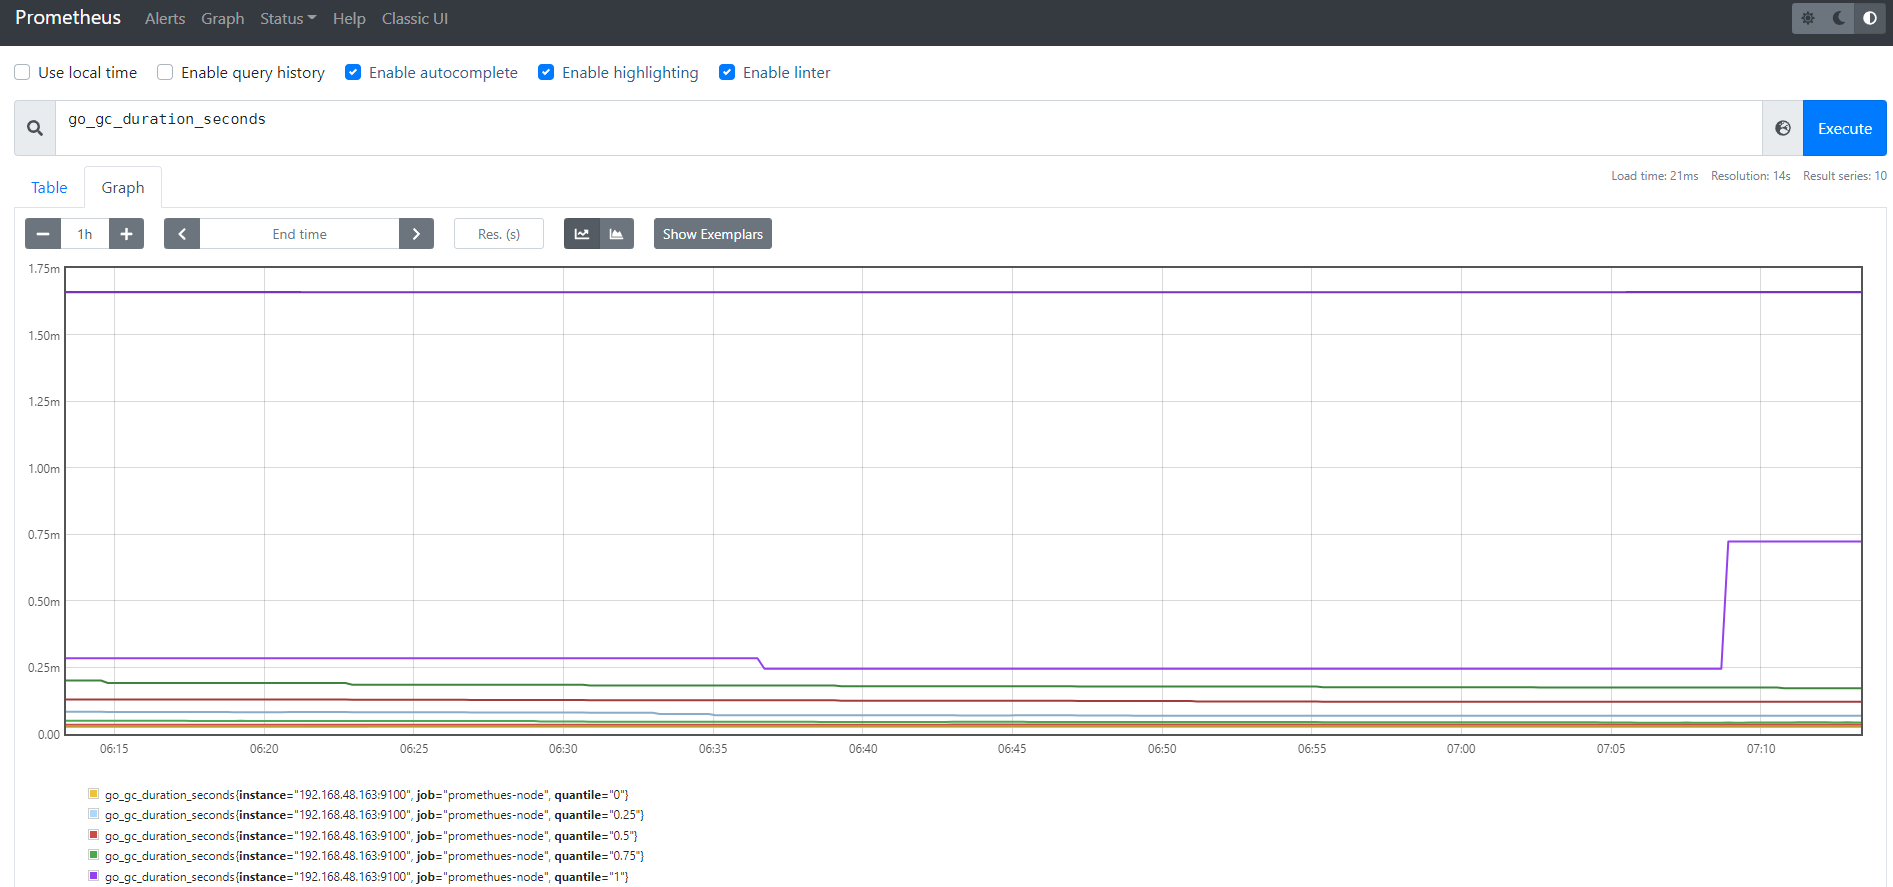 Prometheus Alerts Graph Status Help Classic UI
Use local time Enable query history Enable autocomplete Enable highlighting Enable linter
go_gc_duration_seconds
Execute
Table Graph
Load time: 21ms Resolution: 14s Result series: 10
1h End time Res. (s) Show Exemplars
1.75m
1.50m
1.25m
1.00m
0.75m
0.50m
0.25m
0.00
06:15 06:20 06:25 06:30 06:35 06:40 06:45 06:50 06:55 07:00 07:05 07:10
go_gc_duration_seconds{instance="192.168.48.163:9100", job="promethues-node", quantile="0"}
go_gc_duration_seconds{instance="192.168.48.163:9100", job="promethues-node", quantile="0.25"}
go_gc_duration_seconds{instance="192.168.48.163:9100", job="promethues-node", quantile="0.5"}
go_gc_duration_seconds{instance="192.168.48.163:9100", job="promethues-node", quantile="0.75"}
go_gc_duration_seconds{instance="192.168.48.163:9100", job="promethues-node", quantile="1"}